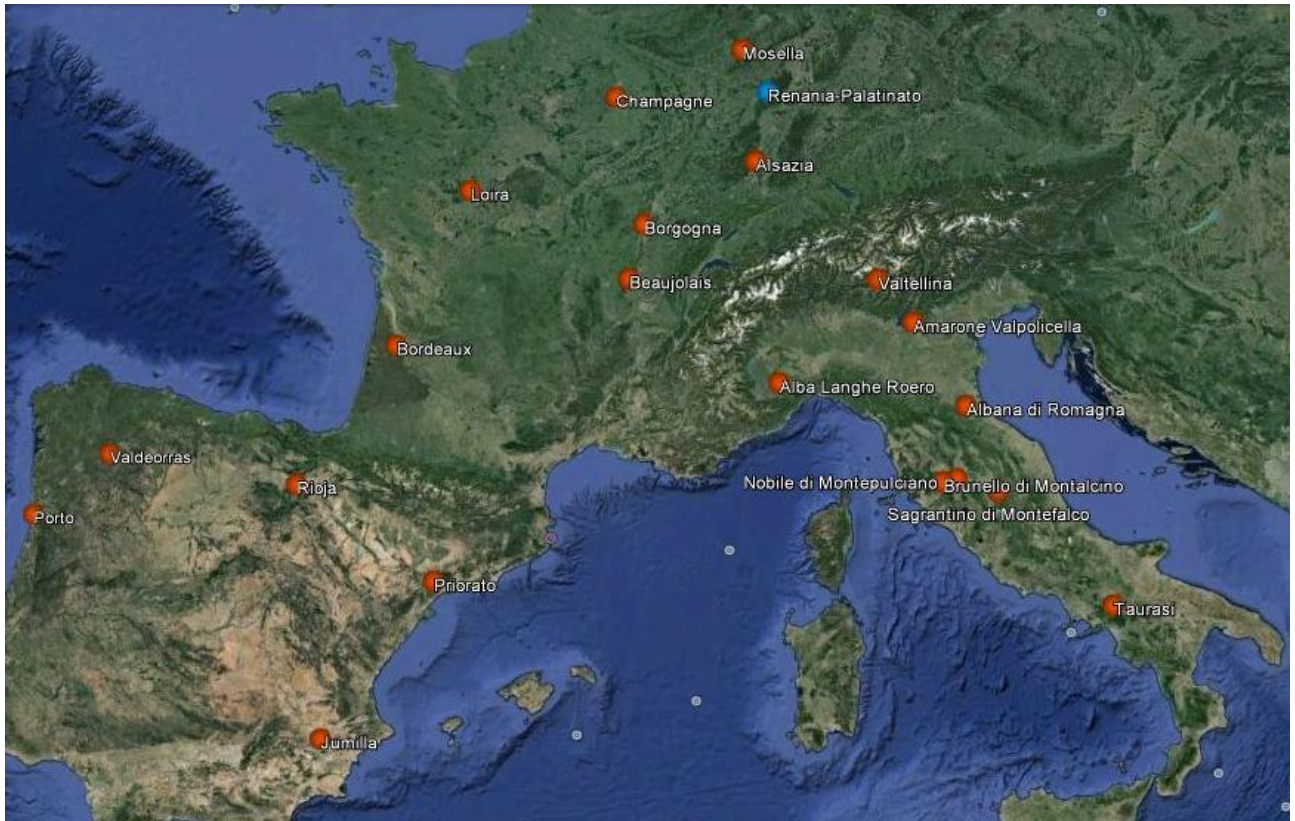 Mosella
Renania-Palatinato
Champagne
Alsazia
Loira
Borgogna
Beaujolais
Valtellina
Amarone Valpolicella
Bordeaux
Alba Langhe Roero
Albana di Romagna
Valdeorras
Rioja
Nobile di Montepulciano
Brunello di Montalcino
Sagrantino di Montefalco
Porto
Priorato
Taurasi
Jumilla